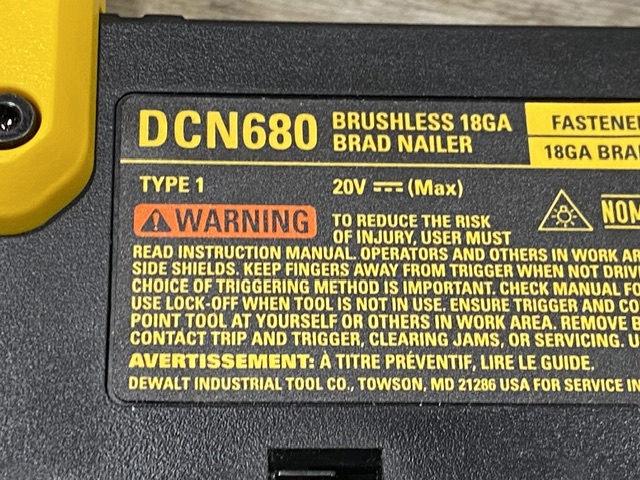 DCN680 BRUSHLESS 18GA
BRAD NAILER
FASTENER
18GA BRAD
TYPE 1
20V ⎓ (Max)
WARNING
TO REDUCE THE RISK
OF INJURY, USER MUST
READ INSTRUCTION MANUAL. OPERATORS AND OTHERS IN WORK AR
SIDE SHIELDS. KEEP FINGERS AWAY FROM TRIGGER WHEN NOT DRIV
CHOICE OF TRIGGERING METHOD IS IMPORTANT. CHECK MANUAL FO
USE LOCK-OFF WHEN TOOL IS NOT IN USE. ENSURE TRIGGER AND CO
POINT TOOL AT YOURSELF OR OTHERS IN WORK AREA. REMOVE B
CONTACT TRIP AND TRIGGER, CLEARING JAMS, OR SERVICING. U
AVERTISSEMENT: À TITRE PRÉVENTIF, LIRE LE GUIDE.
DEWALT INDUSTRIAL TOOL CO., TOWSON, MD 21286 USA FOR SERVICE IN